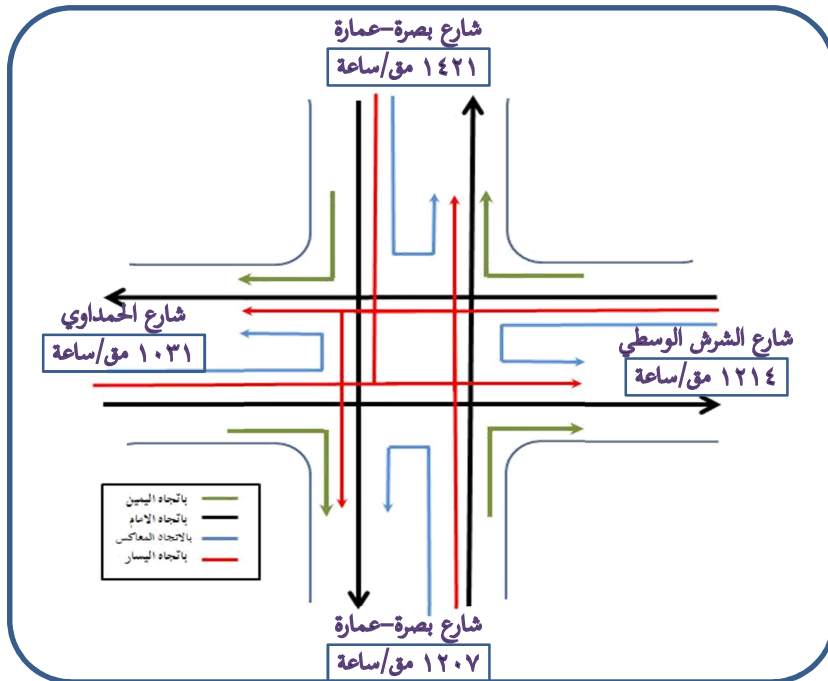 شارع بصرة–عمارة
١٤٢١ مق/ساعة
شارع الحمداوي
١٠٣١ مق/ساعة
شارع الشرش الوسطي
١٢١٤ مق/ساعة
باتجاه اليمين
باتجاه الامام
بالاتجاه المعاكس
باتجاه اليسار
شارع بصرة–عمارة
١٢٠٧ مق/ساعة